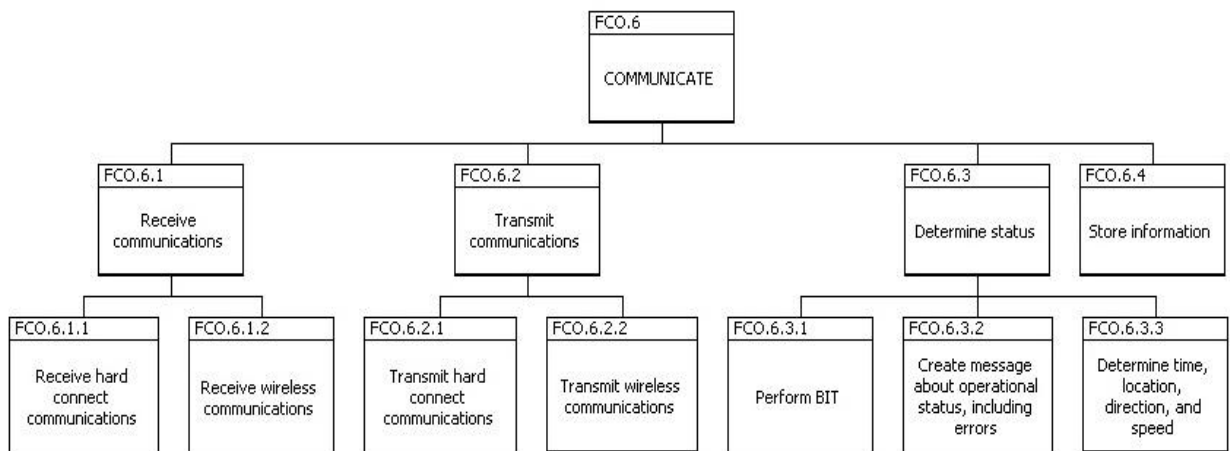 FCO.6
COMMUNICATE
FCO.6.1
Receive
communications
FCO.6.2
Transmit
communications
FCO.6.3
Determine status
FCO.6.4
Store information
FCO.6.1.1
Receive hard
connect
communications
FCO.6.1.2
Receive wireless
communications
FCO.6.2.1
Transmit hard
connect
communications
FCO.6.2.2
Transmit wireless
communications
FCO.6.3.1
Perform BIT
FCO.6.3.2
Create message
about operational
status, including
errors
FCO.6.3.3
Determine time,
location,
direction, and
speed